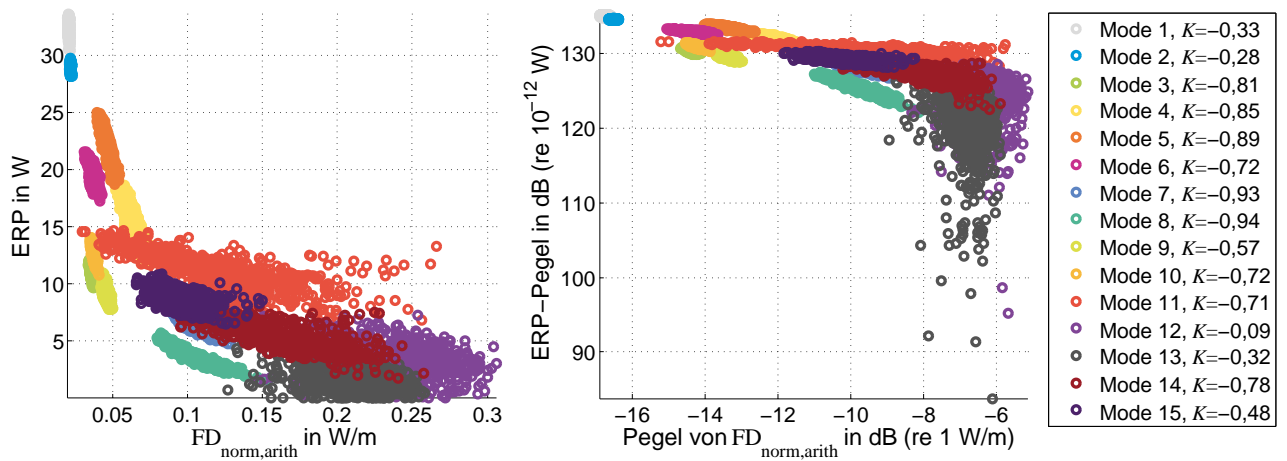 ERP in W
30
25
20
15
10
5
0.05 0.1 0.15 0.2 0.25 0.3
FD_norm,arith in W/m
ERP−Pegel in dB (re 10^−12 W)
130
120
110
100
90
−16 −14 −12 −10 −8 −6
Pegel von FD_norm,arith in dB (re 1 W/m)
Mode 1, K=−0,33
Mode 2, K=−0,28
Mode 3, K=−0,81
Mode 4, K=−0,85
Mode 5, K=−0,89
Mode 6, K=−0,72
Mode 7, K=−0,93
Mode 8, K=−0,94
Mode 9, K=−0,57
Mode 10, K=−0,72
Mode 11, K=−0,71
Mode 12, K=−0,09
Mode 13, K=−0,32
Mode 14, K=−0,78
Mode 15, K=−0,48